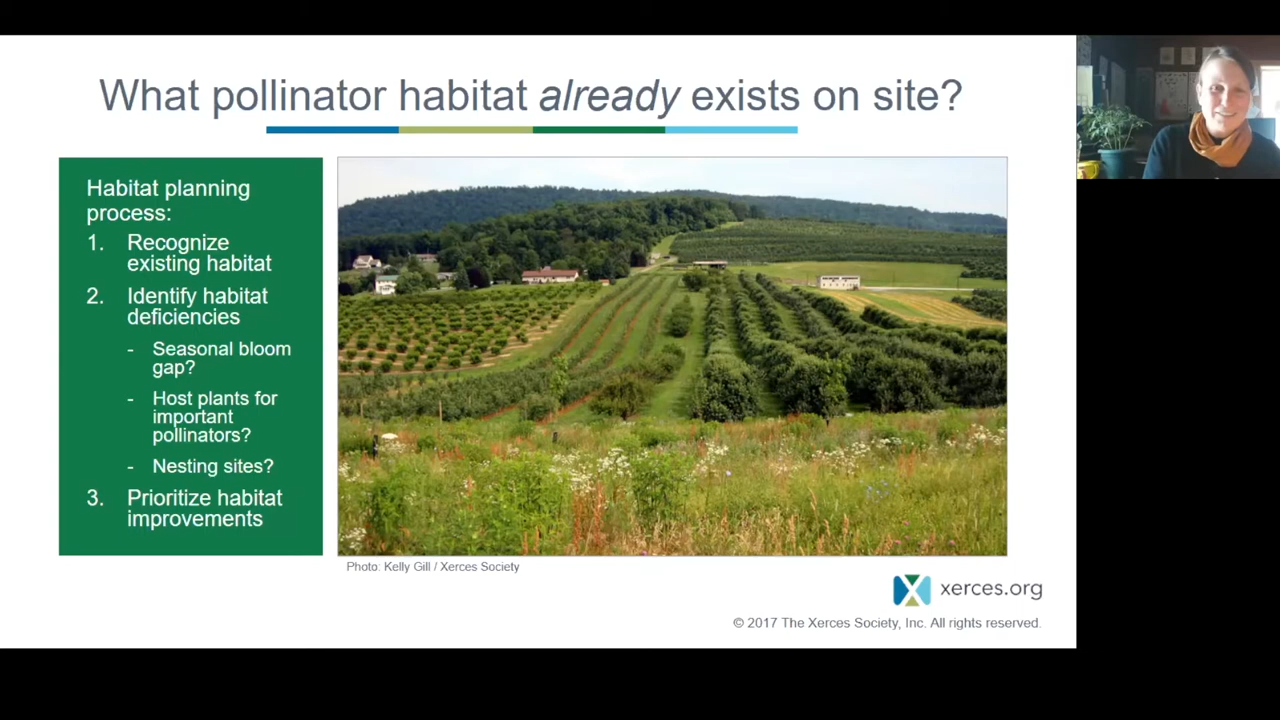 What pollinator habitat already exists on site?
Habitat planning
process:
1. Recognize
existing habitat
2. Identify habitat
deficiencies
- Seasonal bloom
gap?
- Host plants for
important
pollinators?
- Nesting sites?
3. Prioritize habitat
improvements
Photo: Kelly Gill / Xerces Society
xerces.org
© 2017 The Xerces Society, Inc. All rights reserved.